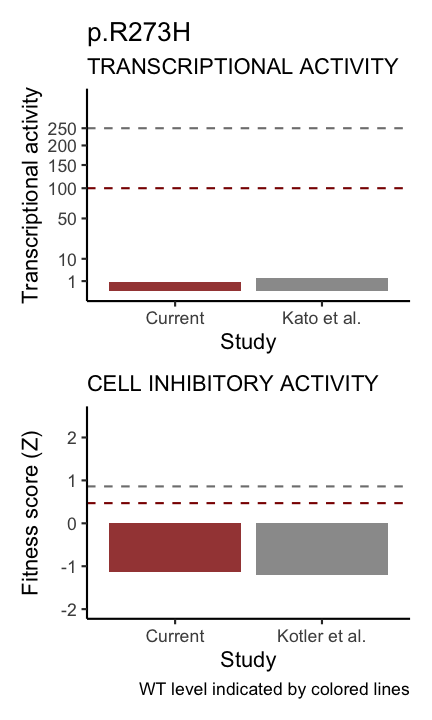 p.R273H
TRANSCRIPTIONAL ACTIVITY
Transcriptional activity
250
200
150
100
50
10
1
Current
Kato et al.
Study
CELL INHIBITORY ACTIVITY
Fitness score (Z)
2
1
0
-1
-2
Current
Kotler et al.
Study
WT level indicated by colored lines